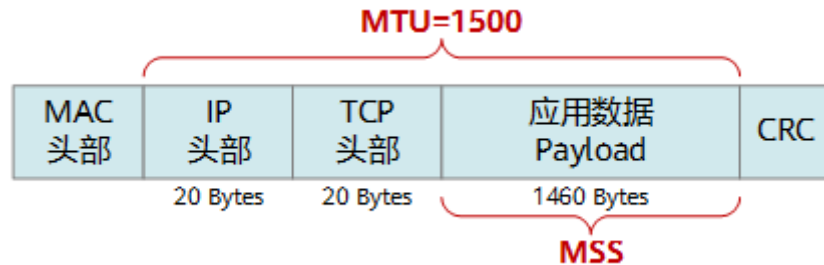 MTU=1500
MAC
头部
IP
头部
TCP
头部
应用数据
Payload
CRC
20 Bytes
20 Bytes
1460 Bytes
MSS